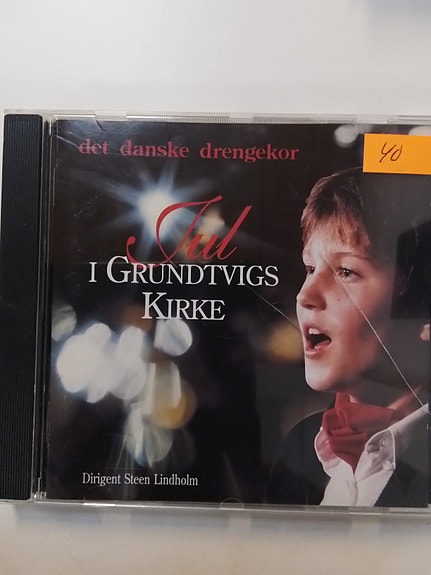 det danske drengekor
40
Jul
I GRUNDTVIGS
KIRKE
Dirigent Steen Lindholm